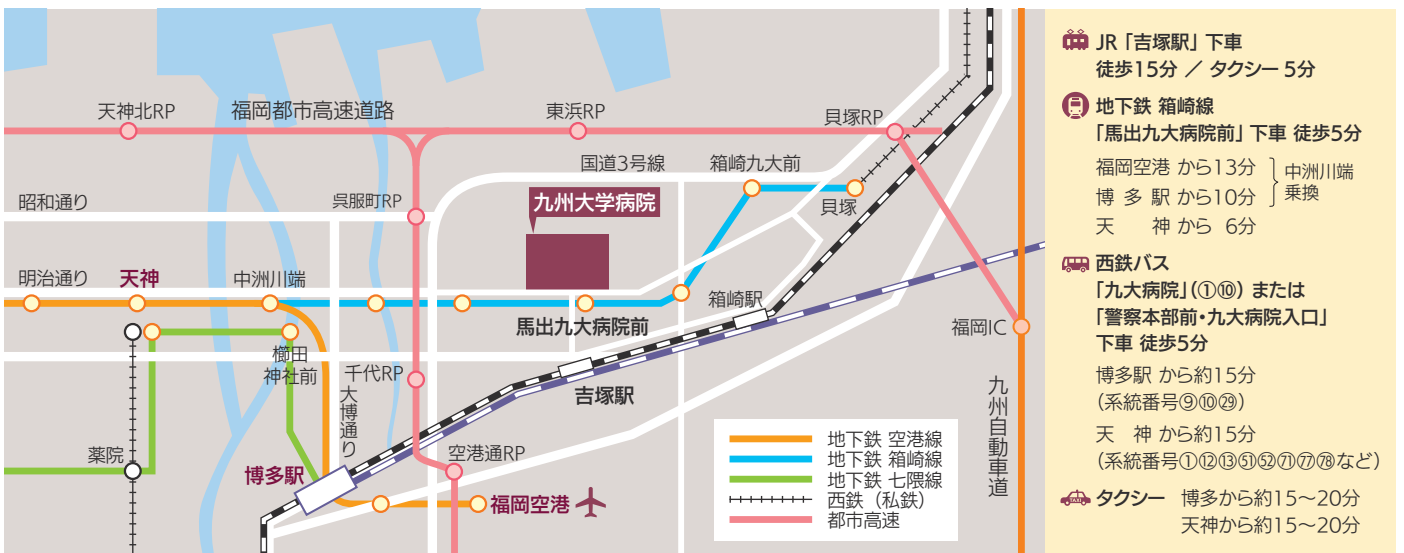 天神北RP
福岡都市高速道路
東浜RP
貝塚RP
国道3号線
箱崎九大前
昭和通り
呉服町RP
九州大学病院
貝塚
明治通り
天神
中洲川端
箱崎駅
馬出九大病院前
福岡IC
櫛田
神社前
千代RP
吉塚駅
大博通り
九州自動車道
薬院
博多駅
空港通RP
福岡空港
地下鉄 空港線
地下鉄 箱崎線
地下鉄 七隈線
西鉄（私鉄）
都市高速
JR「吉塚駅」下車
徒歩15分 ／ タクシー 5分
地下鉄 箱崎線
「馬出九大病院前」下車 徒歩5分
福岡空港 から13分
博多駅 から10分
中洲川端
乗換
天神 から 6分
西鉄バス
「九大病院」（①⑩）または
「警察本部前・九大病院入口」
下車 徒歩5分
博多駅 から約15分
（系統番号⑨⑩㉙）
天神 から約15分
（系統番号①⑫⑬51 52 71 77 78など）
タクシー 博多から約15～20分
天神から約15～20分